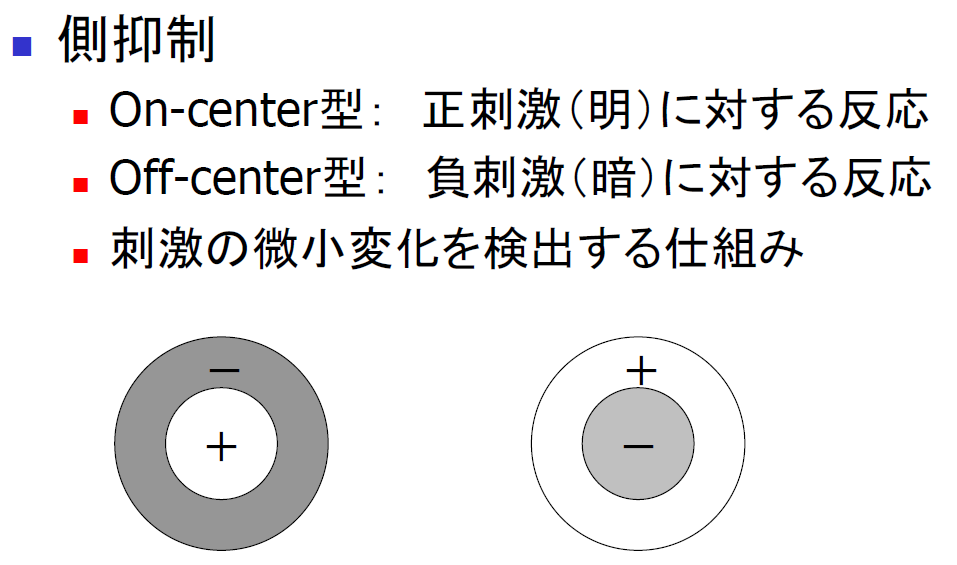 側抑制
On-center型： 正刺激（明）に対する反応
Off-center型： 負刺激（暗）に対する反応
刺激の微小変化を検出する仕組み
－ ＋
＋ －